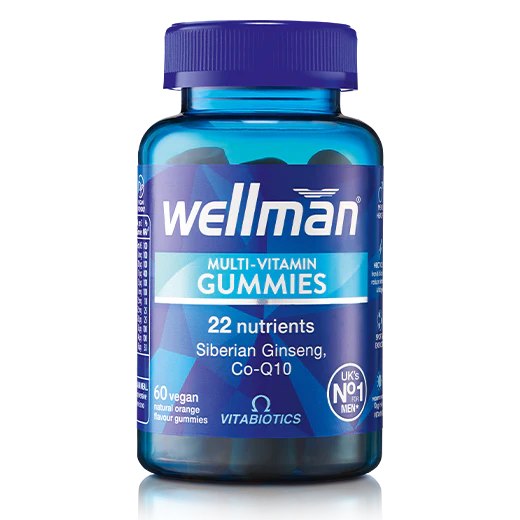 wellman®
MULTI-VITAMIN
GUMMIES
22 nutrients
Siberian Ginseng,
Co-Q10
60 vegan
natural orange
flavour gummies
Ω
VITABIOTICS
UK's
No1
FOR
MEN